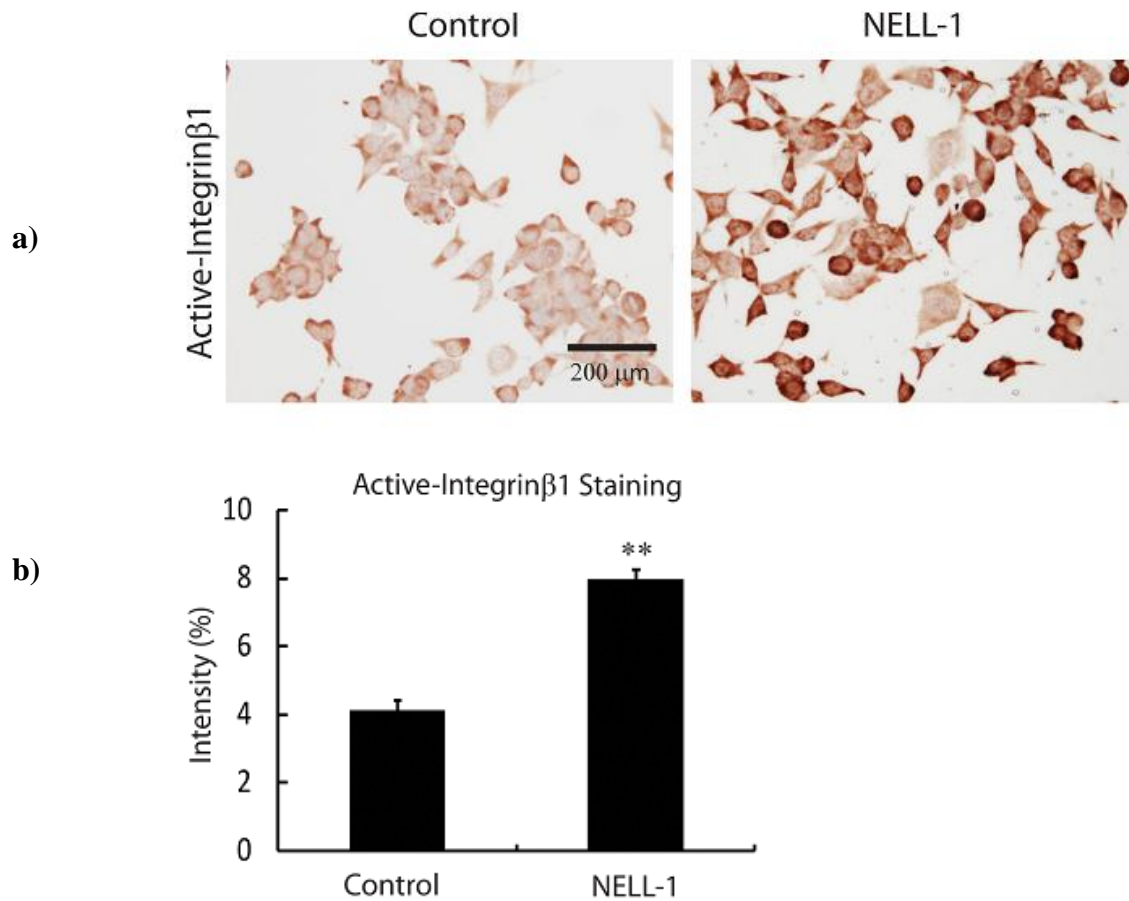 Control
NELL-1
a)
Active-Integrinβ1
200 μm
b)
Active-Integrinβ1 Staining
Intensity (%)
10
8
6
4
2
0
**
Control
NELL-1